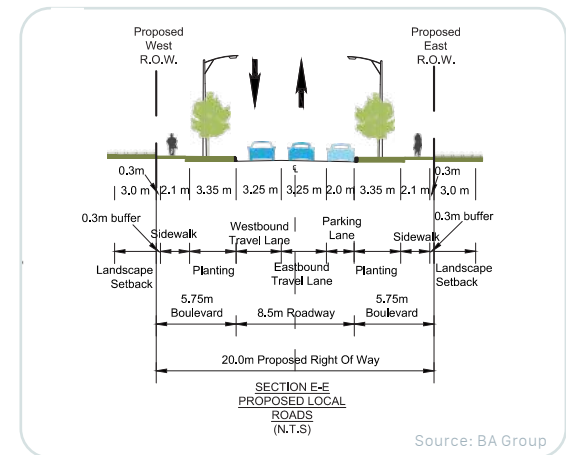 Proposed
West
R.O.W.
Proposed
East
R.O.W.
℄
0.3m
0.3m
3.0 m 2.1 m 3.35 m 3.25 m 3.25 m 2.0 m 3.35 m 2.1 m 3.0 m
0.3m buffer
0.3m buffer
Sidewalk
Westbound
Travel Lane
Parking
Lane
Sidewalk
Landscape
Setback
Planting
Eastbound
Travel Lane
Planting
Landscape
Setback
5.75m
Boulevard
8.5m Roadway
5.75m
Boulevard
20.0m Proposed Right Of Way
SECTION E-E
PROPOSED LOCAL
ROADS
(N.T.S)
Source: BA Group